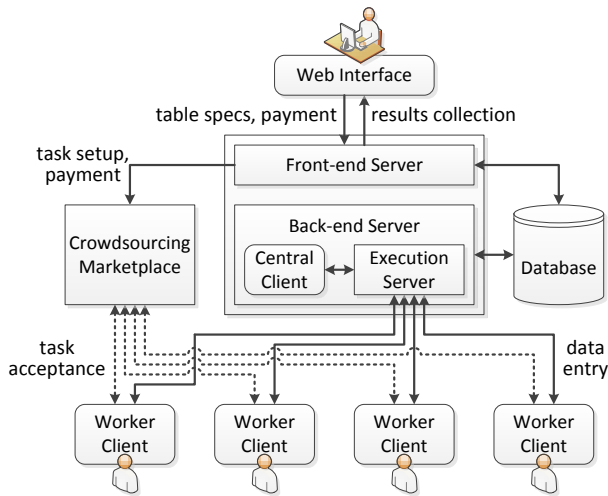 Web Interface
table specs, payment
results collection
task setup,
payment
Front-end Server
Back-end Server
Crowdsourcing
Marketplace
Central
Client
Execution
Server
Database
task
acceptance
data
entry
Worker
Client
Worker
Client
Worker
Client
Worker
Client